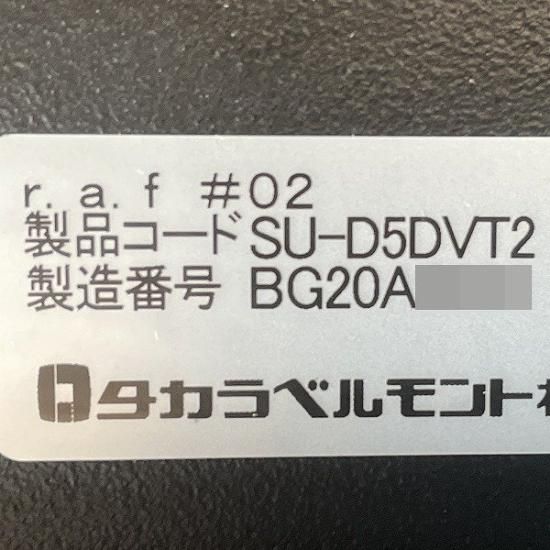 r.a.f #02
製品コード SU-D5DVT2
製造番号 BG20A
タカラベルモント